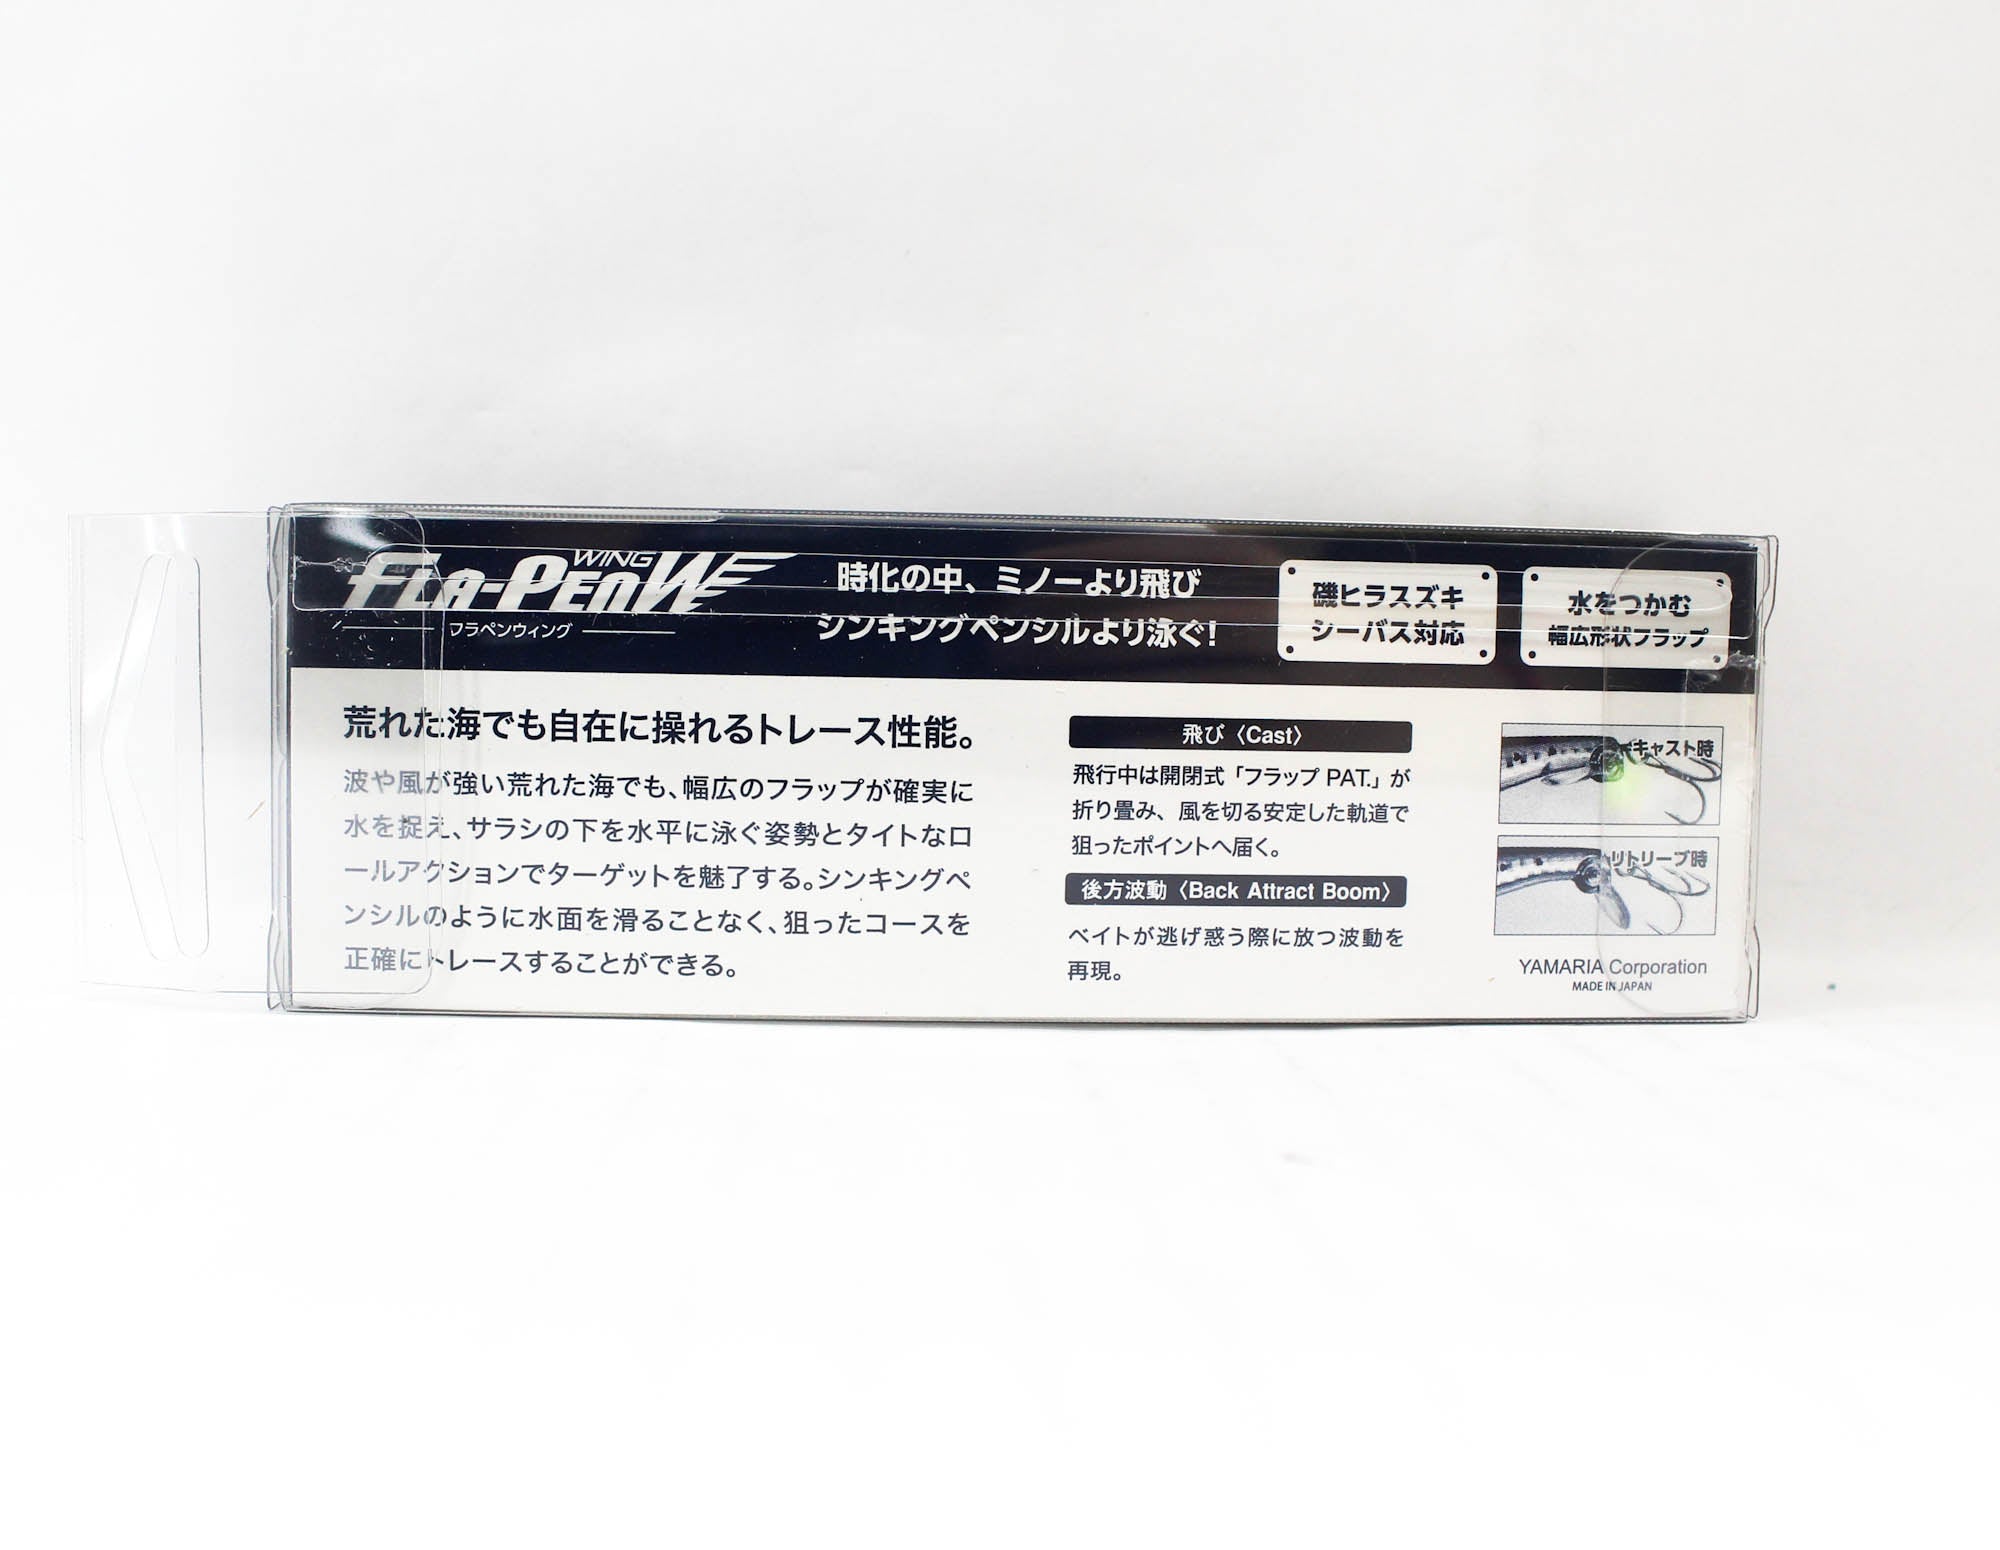 FLA-PEN WING W
フラペンウィング
時化の中、ミノーより飛び
シンキングペンシルより泳ぐ!
磯ヒラスズキ
シーバス対応
水をつかむ
幅広形状フラップ
荒れた海でも自在に操れるトレース性能。
波や風が強い荒れた海でも、幅広のフラップが確実に
水を捉え、サラシの下を水平に泳ぐ姿勢とタイトなロ
ールアクションでターゲットを魅了する。シンキングペ
ンシルのように水面を滑ることなく、狙ったコースを
正確にトレースすることができる。
飛び〈Cast〉
飛行中は開閉式「フラップ PAT.」が
折り畳み、風を切る安定した軌道で
狙ったポイントへ届く。
後方波動〈Back Attract Boom〉
ベイトが逃げ惑う際に放つ波動を
再現。
キャスト時
リトリーブ時
YAMARIA Corporation
MADE IN JAPAN